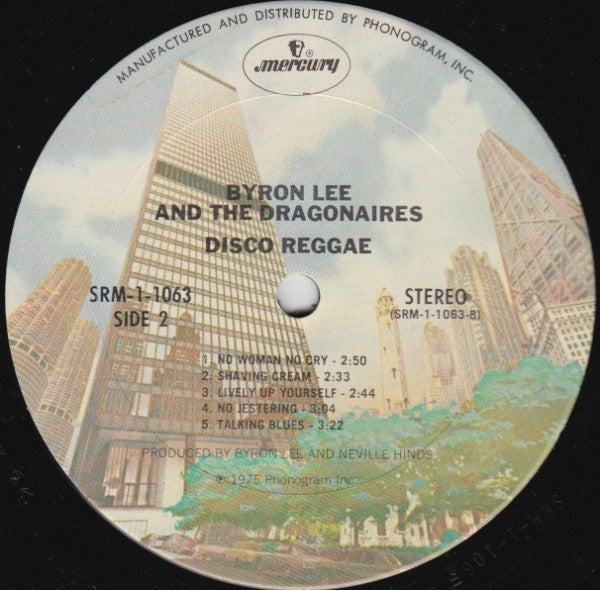 MANUFACTURED AND DISTRIBUTED BY PHONOGRAM, INC.
mercury
®
BYRON LEE
AND THE DRAGONAIRES
DISCO REGGAE
SRM-1-1063
SIDE 2
STEREO
(SRM-1-1063-B)
1. NO WOMAN NO CRY - 2:50
2. SHAVING CREAM - 2:33
3. LIVELY UP YOURSELF - 2:44
4. NO JESTERING - 3:04
5. TALKING BLUES - 3:22
PRODUCED BY BYRON LEE AND NEVILLE HINDS
℗ 1975 Phonogram Inc.